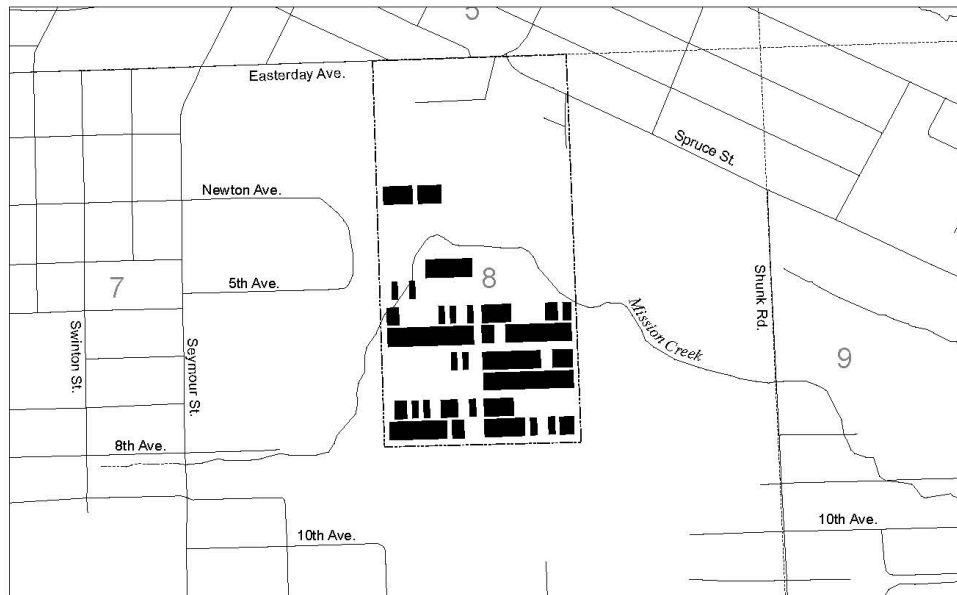 5
Easterday Ave.
Spruce St.
Newton Ave.
7
5th Ave.
8
Shunk Rd.
Mission Creek
Swinton St.
Seymour St.
9
8th Ave.
10th Ave.
10th Ave.